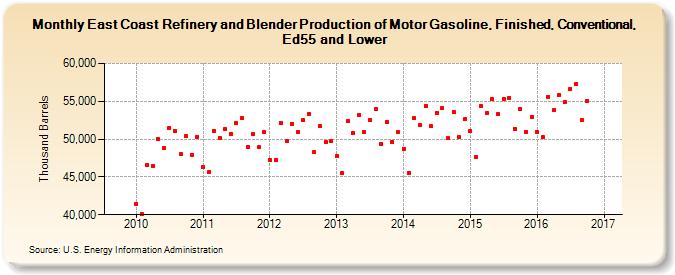 Monthly East Coast Refinery and Blender Production of Motor Gasoline, Finished, Conventional,
Ed55 and Lower
Thousand Barrels
60,000
55,000
50,000
45,000
40,000
2010 2011 2012 2013 2014 2015 2016 2017
Source: U.S. Energy Information Administration